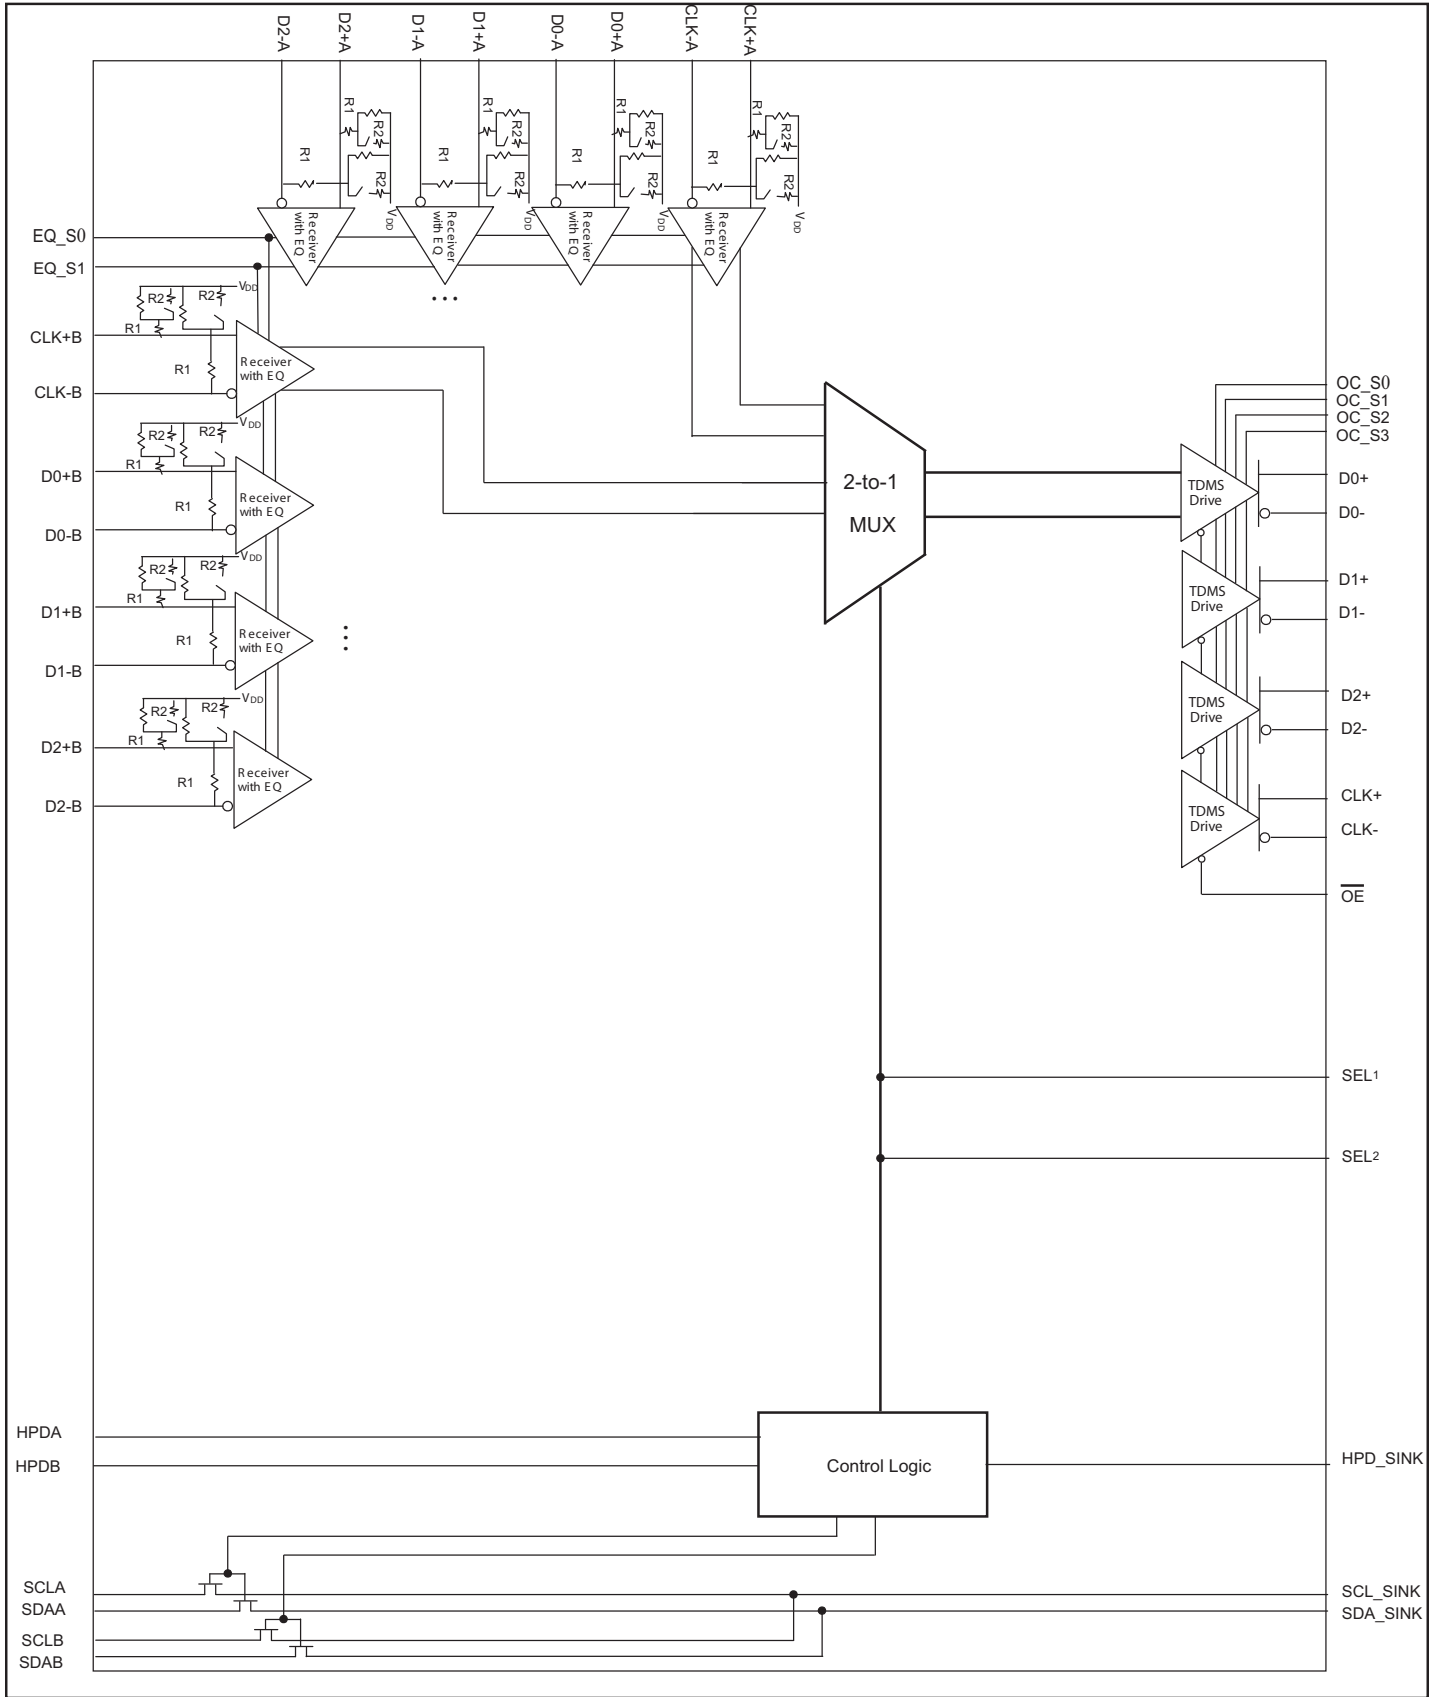 D2-A
D2+A
D1-A
D1+A
D0-A
D0+A
CLK-A
CLK+A
R1
R2
R1
R2
VDD
R1
R2
R1
R2
VDD
R1
R2
R1
R2
VDD
R1
R2
R1
R2
VDD
Receiver
with EQ
Receiver
with EQ
Receiver
with EQ
Receiver
with EQ
...
EQ_S0
EQ_S1
R2
R2
VDD
R1
CLK+B
R1
Receiver
with EQ
CLK-B
R2
R2
VDD
R1
D0+B
R1
Receiver
with EQ
D0-B
R2
R2
VDD
R1
D1+B
R1
Receiver
with EQ
D1-B
...
R2
R2
VDD
R1
D2+B
R1
Receiver
with EQ
D2-B
2-to-1
MUX
OC_S0
OC_S1
OC_S2
OC_S3
TDMS
Drive
D0+
D0-
TDMS
Drive
D1+
D1-
TDMS
Drive
D2+
D2-
TDMS
Drive
CLK+
CLK-
OE
SEL1
SEL2
HPDA
HPDB
Control Logic
HPD_SINK
SCLA
SDAA
SCLB
SDAB
SCL_SINK
SDA_SINK